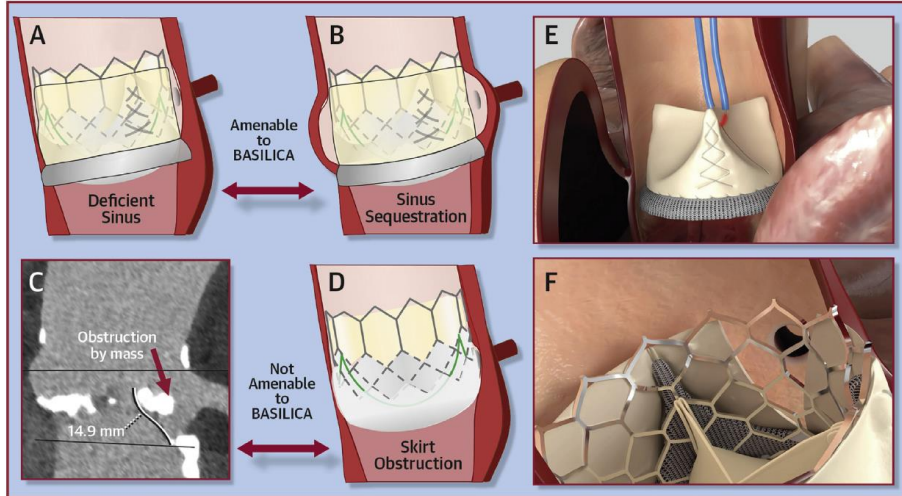 A
B
E
Amenable
to
BASILICA
Deficient
Sinus
Sinus
Sequestration
C
Obstruction
by mass
14.9 mm
Not
Amenable
to
BASILICA
D
Skirt
Obstruction
F